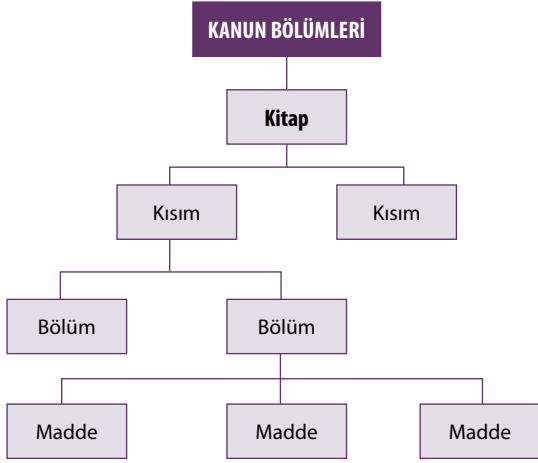 KANUN BÖLÜMLERİ
Kitap
Kısım
Kısım
Bölüm
Bölüm
Madde
Madde
Madde